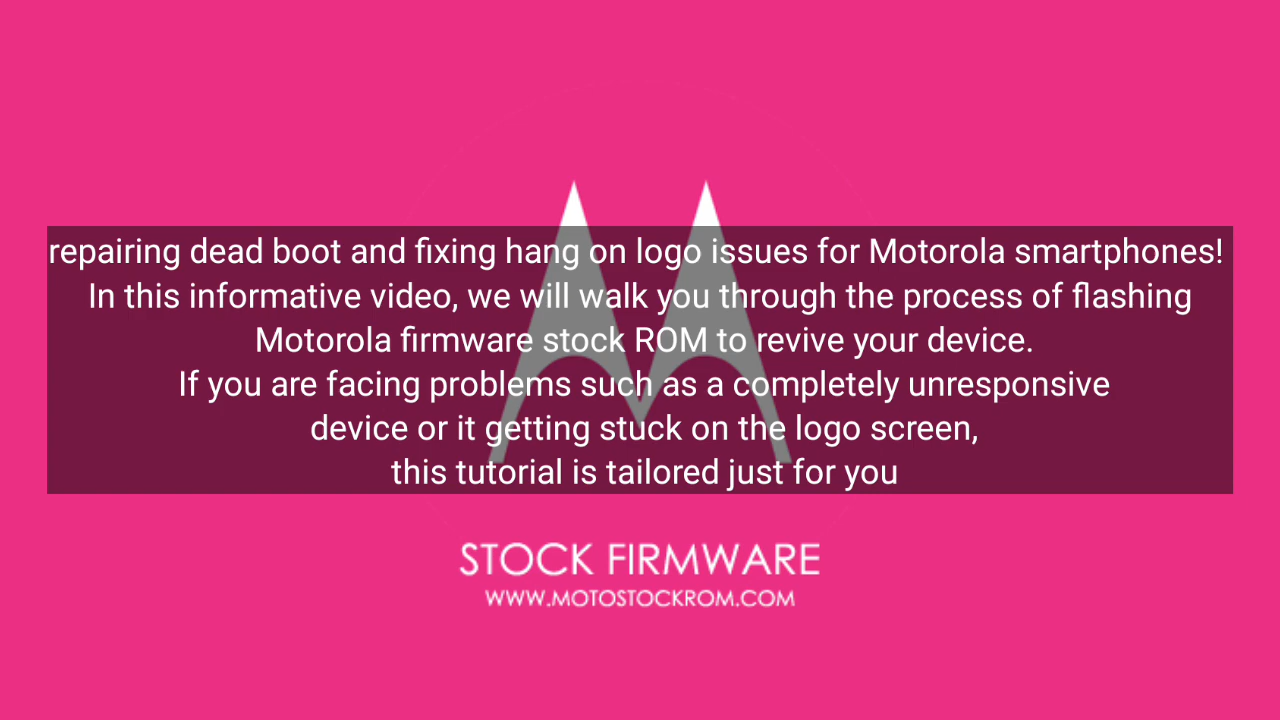 repairing dead boot and fixing hang on logo issues for Motorola smartphones!
In this informative video, we will walk you through the process of flashing
Motorola firmware stock ROM to revive your device.
If you are facing problems such as a completely unresponsive
device or it getting stuck on the logo screen,
this tutorial is tailored just for you
STOCK FIRMWARE
WWW.MOTOSTOCKROM.COM